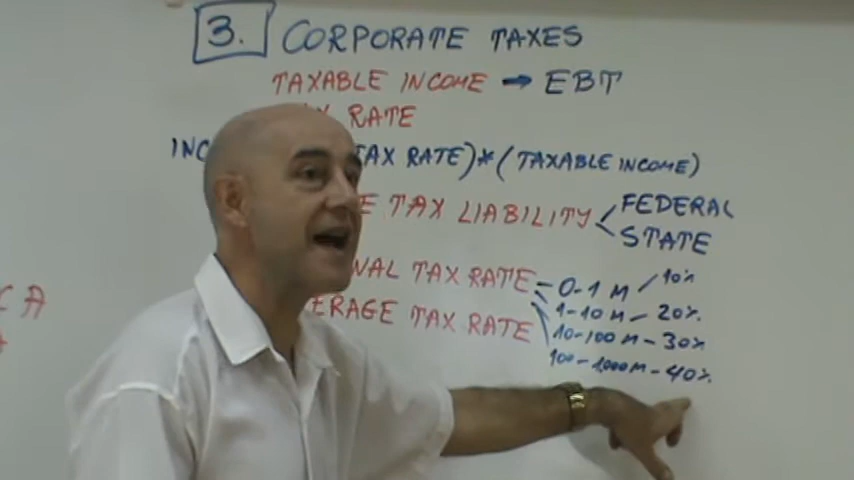 3. CORPORATE TAXES
TAXABLE INCOME → EBT
RATE
INC TAX RATE)*(TAXABLE INCOME)
E TAX LIABILITY FEDERAL
STATE
NAL TAX RATE 0-1 M 10%
1-10 M - 20%.
ERAGE TAX RATE 10-100 M - 30%
100-1000M - 40%.
CA